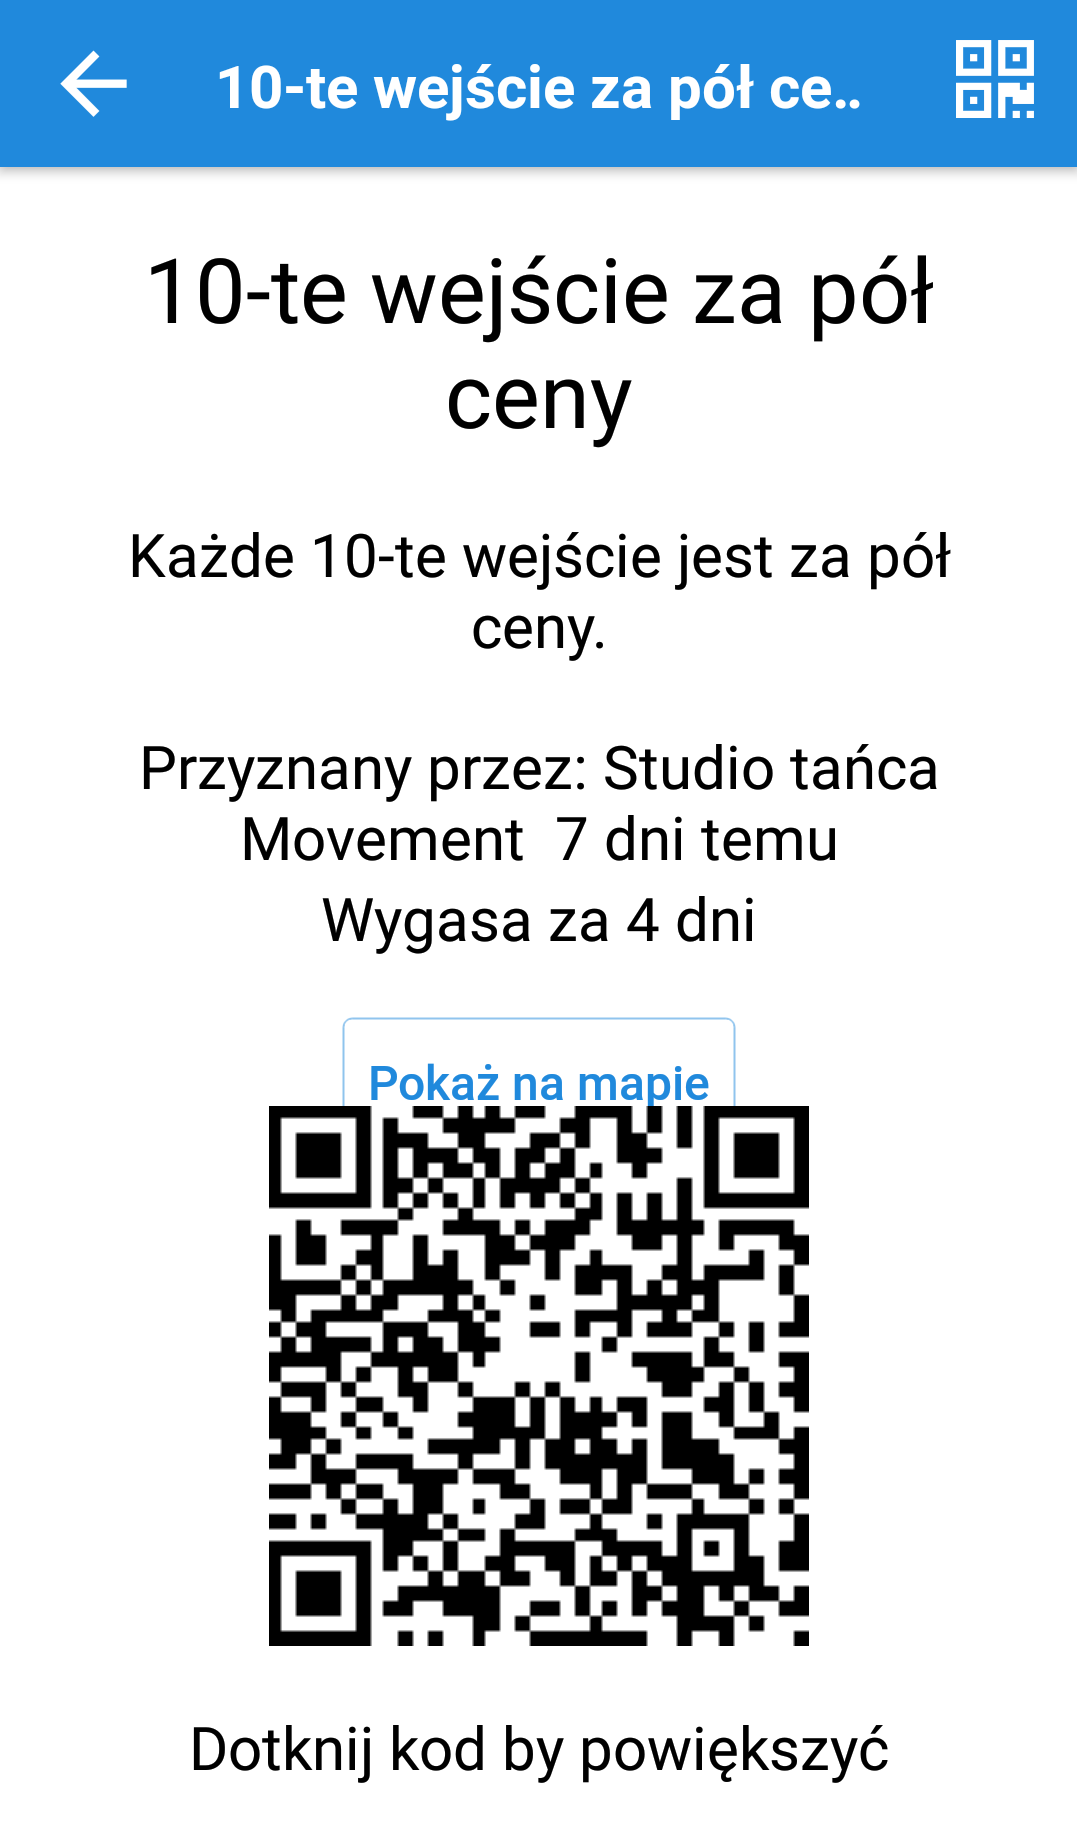 10-te wejście za pół ce..
10-te wejście za pół
ceny
Każde 10-te wejście jest za pół
ceny.
Przyznany przez: Studio tańca
Movement  7 dni temu
Wygasa za 4 dni
Pokaż na mapie
Dotknij kod by powiększyć